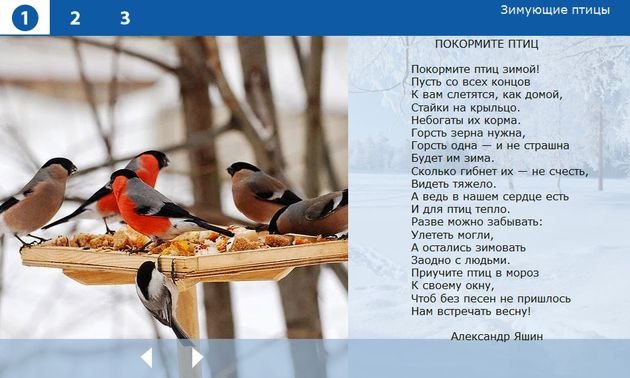 1 2 3
Зимующие птицы
ПОКОРМИТЕ ПТИЦ
Покормите птиц зимой!
Пусть со всех концов
К вам слетятся, как домой,
Стайки на крыльцо.
Небогаты их корма.
Горсть зерна нужна,
Горсть одна — и не страшна
Будет им зима.
Сколько гибнет их — не счесть,
Видеть тяжело.
А ведь в нашем сердце есть
И для птиц тепло.
Разве можно забывать:
Улететь могли,
А остались зимовать
Заодно с людьми.
Приучите птиц в мороз
К своему окну,
Чтоб без песен не пришлось
Нам встречать весну!
Александр Яшин